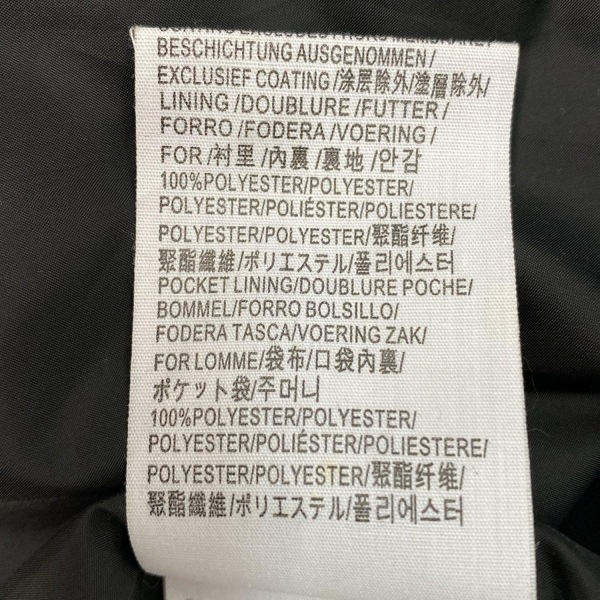 BESCHICHTUNG AUSGENOMMEN/
EXCLUSIEF COATING/涂层除外/塗層除外/
LINING/DOUBLURE/FUTTER/
FORRO/FODERA/VOERING/
FOR/衬里/內裏/裏地/안감
100%POLYESTER/POLYESTER/
POLYESTER/POLIÉSTER/POLIESTERE/
POLYESTER/POLYESTER/聚酯纤维/
聚酯纖維/ポリエステル/폴리에스터
POCKET LINING/DOUBLURE POCHE/
BOMMEL/FORRO BOLSILLO/
FODERA TASCA/VOERING ZAK/
FOR LOMME/袋布/口袋內裏/
ポケット袋/주머니
100%POLYESTER/POLYESTER/
POLYESTER/POLIÉSTER/POLIESTERE/
POLYESTER/POLYESTER/聚酯纤维/
聚酯纖維/ポリエステル/폴리에스터